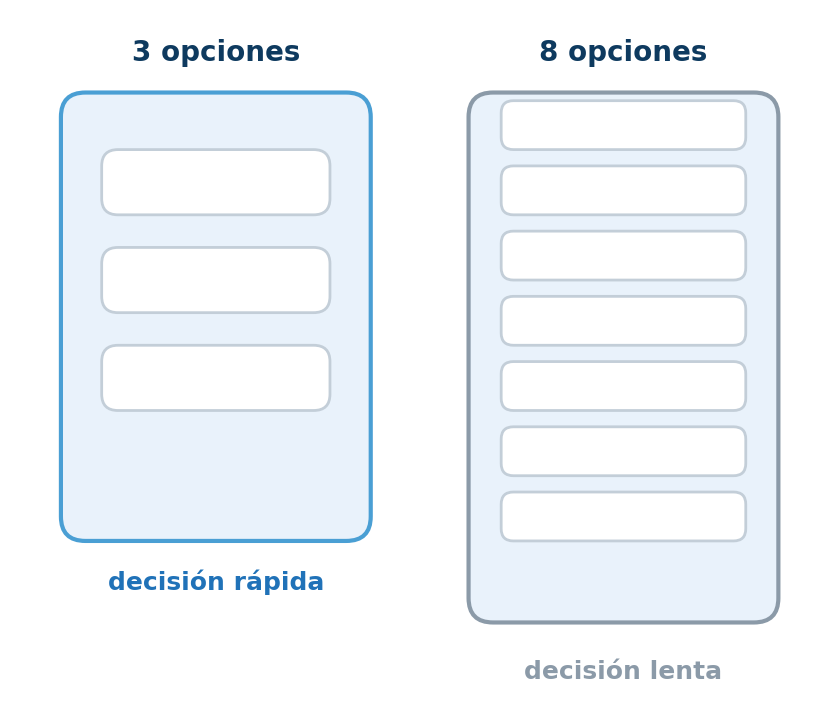 3 opciones
8 opciones
decisión rápida
decisión lenta